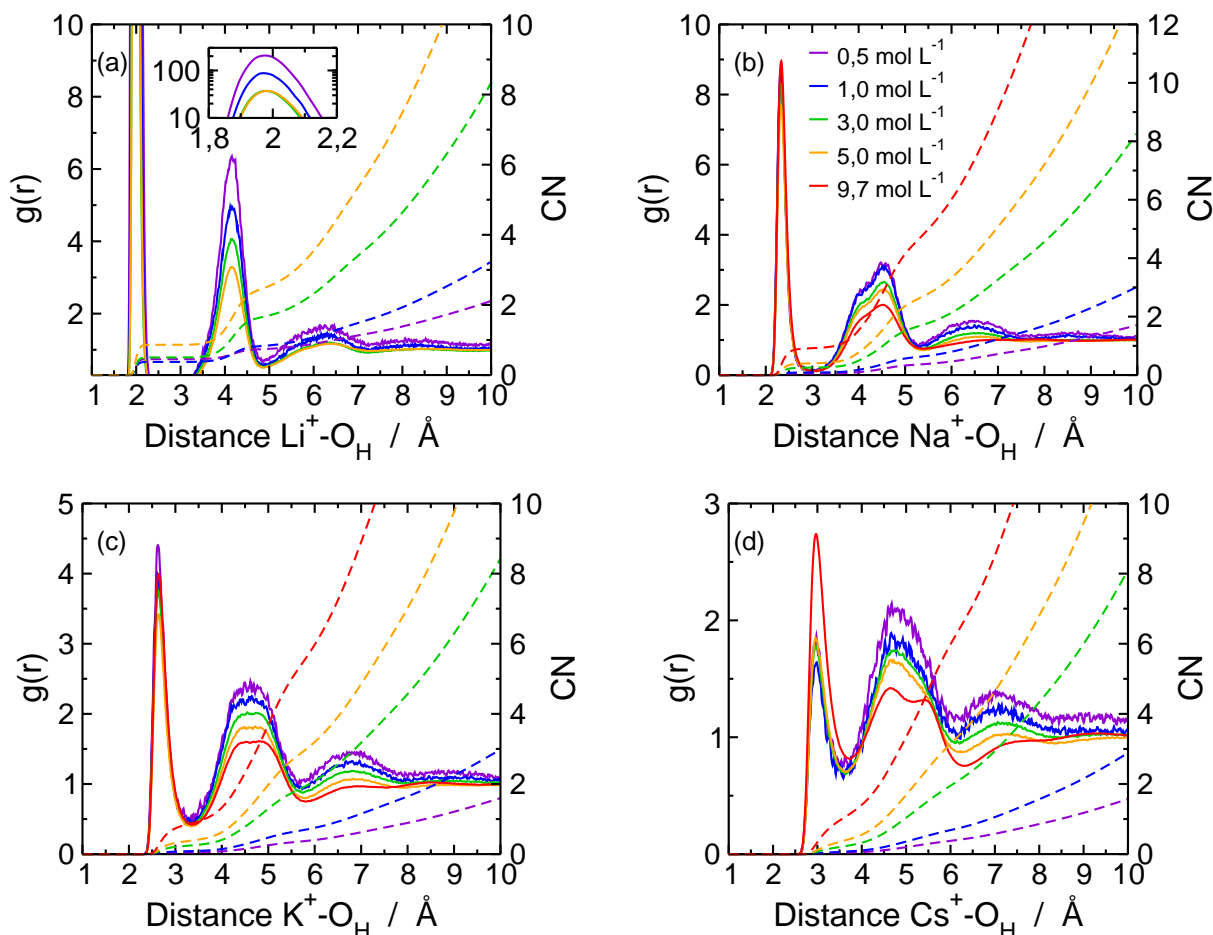 (a)
10
8
6
4
2
0
g(r)
100
10
1,8 2 2,2
10
8
6
4
2
0
CN
1 2 3 4 5 6 7 8 9 10
Distance Li⁺-O_H / Å
(b)
0,5 mol L⁻¹
1,0 mol L⁻¹
3,0 mol L⁻¹
5,0 mol L⁻¹
9,7 mol L⁻¹
10
8
6
4
2
0
g(r)
12
10
8
6
4
2
0
CN
1 2 3 4 5 6 7 8 9 10
Distance Na⁺-O_H / Å
(c)
5
4
3
2
1
0
g(r)
10
8
6
4
2
0
CN
1 2 3 4 5 6 7 8 9 10
Distance K⁺-O_H / Å
(d)
3
2
1
0
g(r)
10
8
6
4
2
0
CN
1 2 3 4 5 6 7 8 9 10
Distance Cs⁺-O_H / Å